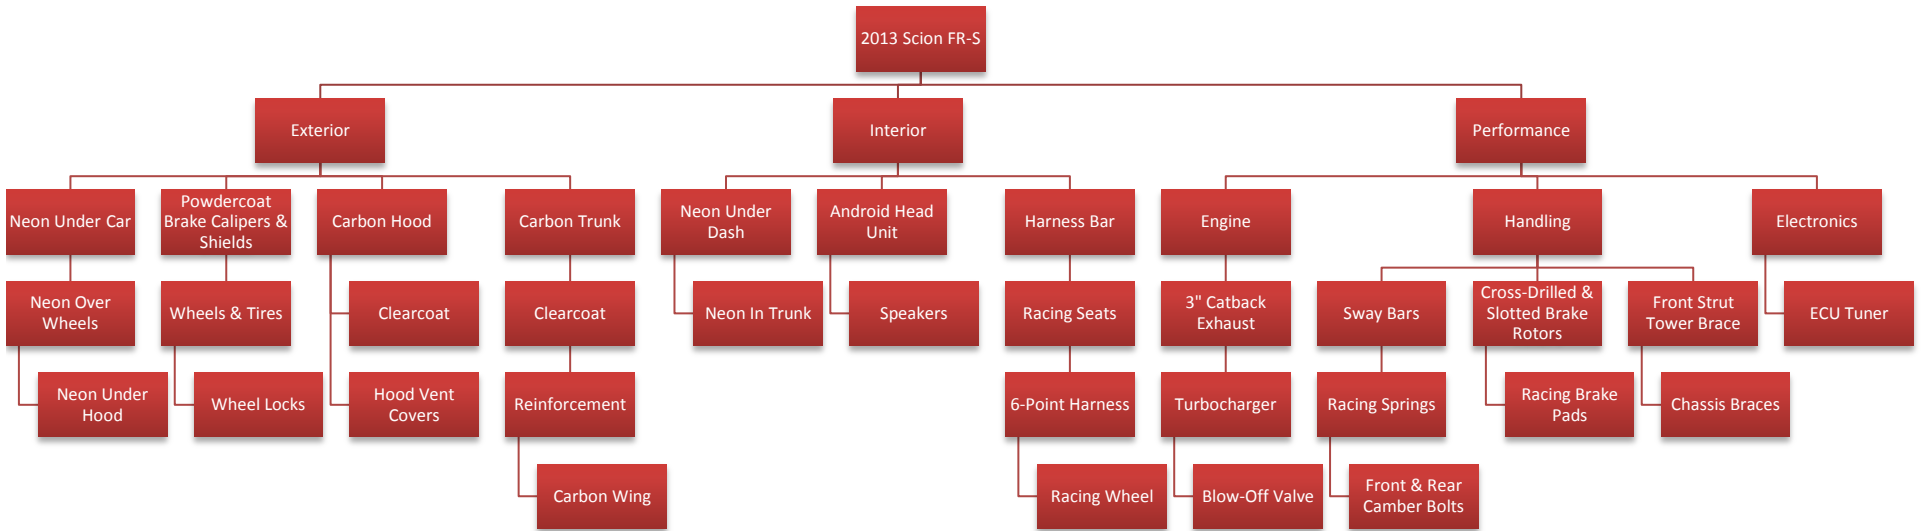 2013 Scion FR-S
Exterior
Interior
Performance
Neon Under Car
Powdercoat
Brake Calipers &
Shields
Carbon Hood
Carbon Trunk
Neon Under
Dash
Android Head
Unit
Harness Bar
Engine
Handling
Electronics
Neon Over
Wheels
Wheels & Tires
Clearcoat
Clearcoat
Neon In Trunk
Speakers
Racing Seats
3" Catback
Exhaust
Sway Bars
Cross-Drilled &
Slotted Brake
Rotors
Front Strut
Tower Brace
ECU Tuner
Neon Under
Hood
Wheel Locks
Hood Vent
Covers
Reinforcement
6-Point Harness
Turbocharger
Racing Springs
Racing Brake
Pads
Chassis Braces
Carbon Wing
Racing Wheel
Blow-Off Valve
Front & Rear
Camber Bolts